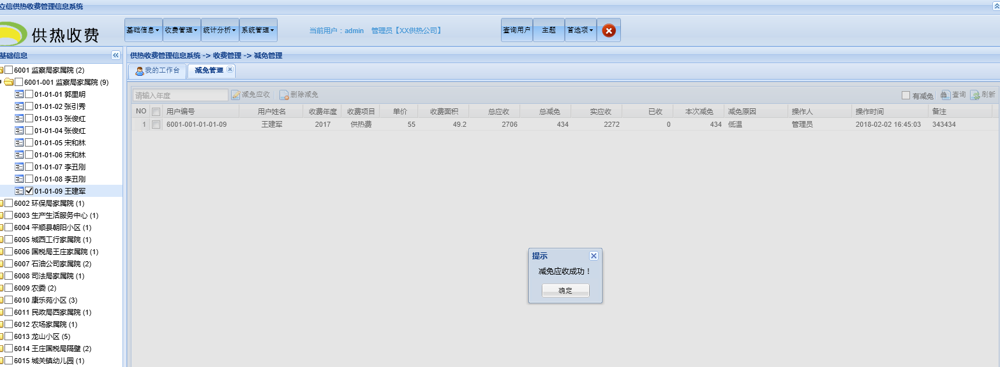 立信供热收费管理信息系统
供热收费
基础信息 收费管理 统计分析 系统管理 当前用户：admin 管理员【XX供热公司】 查询用户 主题 首选项
基础信息
供热收费管理信息系统 -> 收费管理 -> 减免管理
我的工作台 减免管理
请输入年度 减免应收 删除减免 有减免 查询 刷新
NO 用户编号 用户姓名 收费年度 收费项目 单价 收费面积 总应收 总减免 实应收 已收 本次减免 减免原因 操作人 操作时间 备注
1 6001-001-01-01-09 王建军 2017 供热费 55 49.2 2706 434 2272 0 434 低温 管理员 2018-02-02 16:45:03 343434
6001 监察局家属院 (2)
6001-001 监察局家属院 (9)
01-01-01 郭里明
01-01-02 张引秀
01-01-03 张俊红
01-01-04 张俊红
01-01-05 宋和林
01-01-06 宋和林
01-01-07 李丑刚
01-01-08 李丑刚
01-01-09 王建军
6002 环保局家属院 (1)
6003 生产生活服务中心 (1)
6004 平顺县朝阳小区 (1)
6005 城西工行家属院 (1)
6006 国税局王庄家属院 (1)
6007 石油公司家属院 (2)
6008 司法局家属院 (1)
6009 农委 (2)
6010 康乐苑小区 (3)
6011 民政局西家属院 (1)
6012 农场家属院 (1)
6013 龙山小区 (5)
6014 王庄国税局隔壁 (2)
6015 城关镇幼儿园 (1)
提示
减免应收成功！
确定